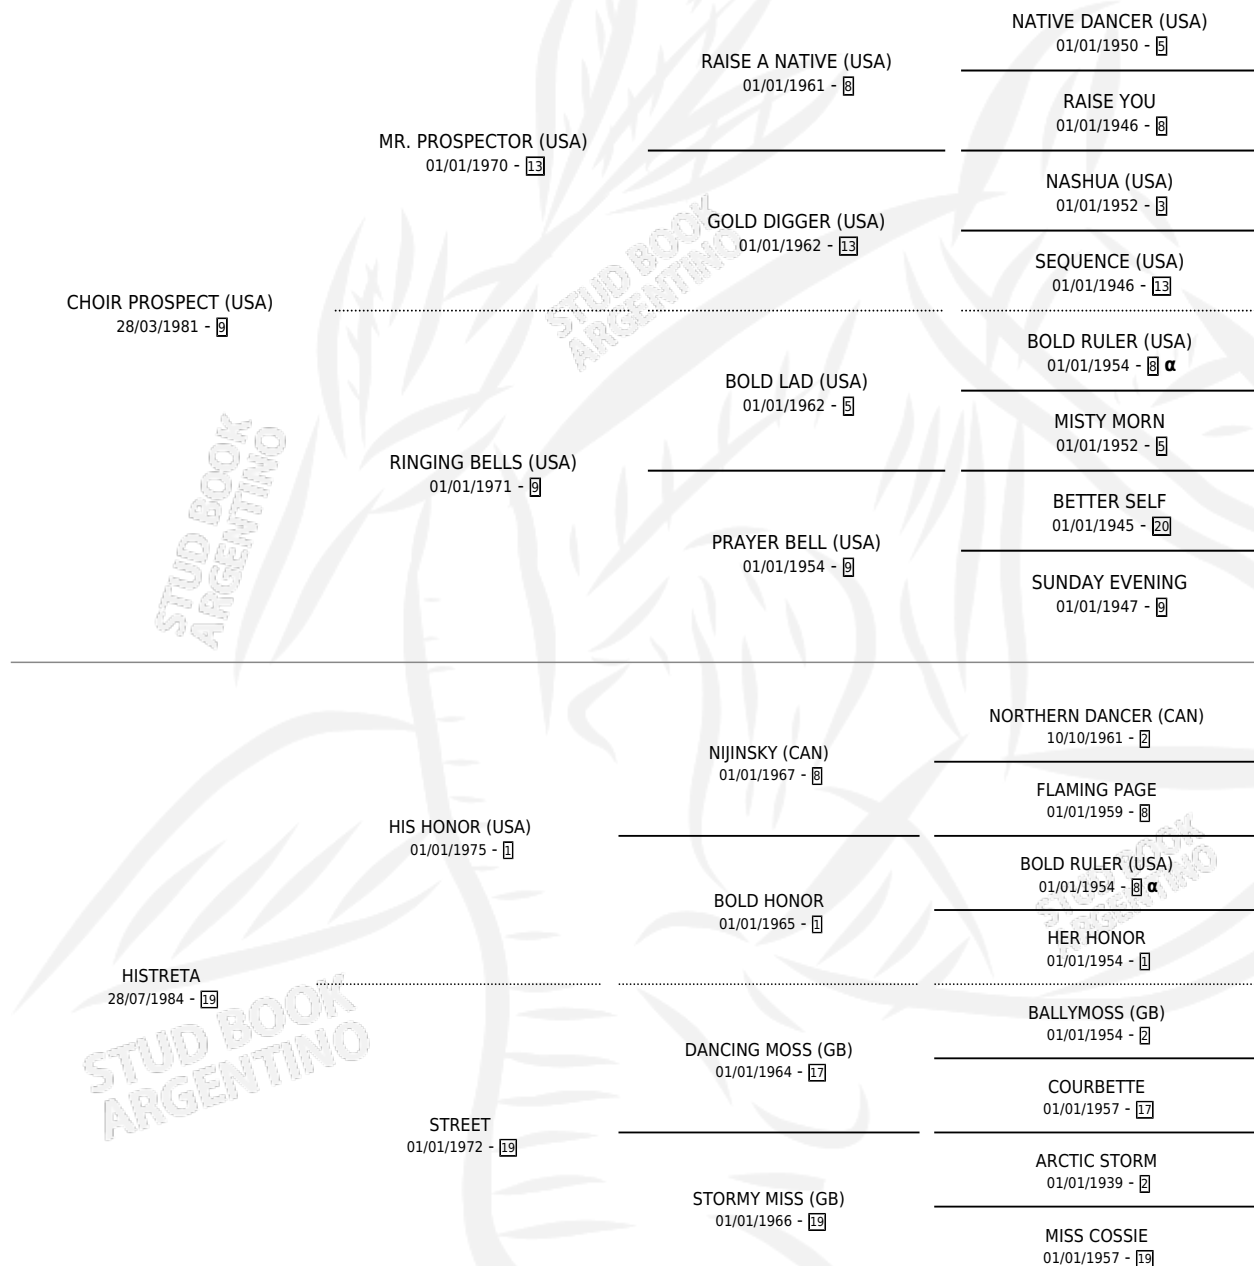 NATIVE DANCER (USA)
01/01/1950 - 5
RAISE A NATIVE (USA)
01/01/1961 - 8
RAISE YOU
01/01/1946 - 8
MR. PROSPECTOR (USA)
01/01/1970 - 13
NASHUA (USA)
01/01/1952 - 3
GOLD DIGGER (USA)
01/01/1962 - 13
SEQUENCE (USA)
01/01/1946 - 13
CHOIR PROSPECT (USA)
28/03/1981 - 9
BOLD RULER (USA)
01/01/1954 - 8 α
BOLD LAD (USA)
01/01/1962 - 5
MISTY MORN
01/01/1952 - 5
RINGING BELLS (USA)
01/01/1971 - 9
BETTER SELF
01/01/1945 - 20
PRAYER BELL (USA)
01/01/1954 - 9
SUNDAY EVENING
01/01/1947 - 9
NORTHERN DANCER (CAN)
10/10/1961 - 2
NIJINSKY (CAN)
01/01/1967 - 8
FLAMING PAGE
01/01/1959 - 8
HIS HONOR (USA)
01/01/1975 - 1
BOLD RULER (USA)
01/01/1954 - 8 α
BOLD HONOR
01/01/1965 - 1
HER HONOR
01/01/1954 - 1
HISTRETA
28/07/1984 - 19
BALLYMOSS (GB)
01/01/1954 - 2
DANCING MOSS (GB)
01/01/1964 - 17
COURBETTE
01/01/1957 - 17
STREET
01/01/1972 - 19
ARCTIC STORM
01/01/1939 - 2
STORMY MISS (GB)
01/01/1966 - 19
MISS COSSIE
01/01/1957 - 19
STUD BOOK
ARGENTINO
STUD BOOK
ARGENTINO
STUD BOOK
ARGENTINO
STUD BOOK
ARGENTINO